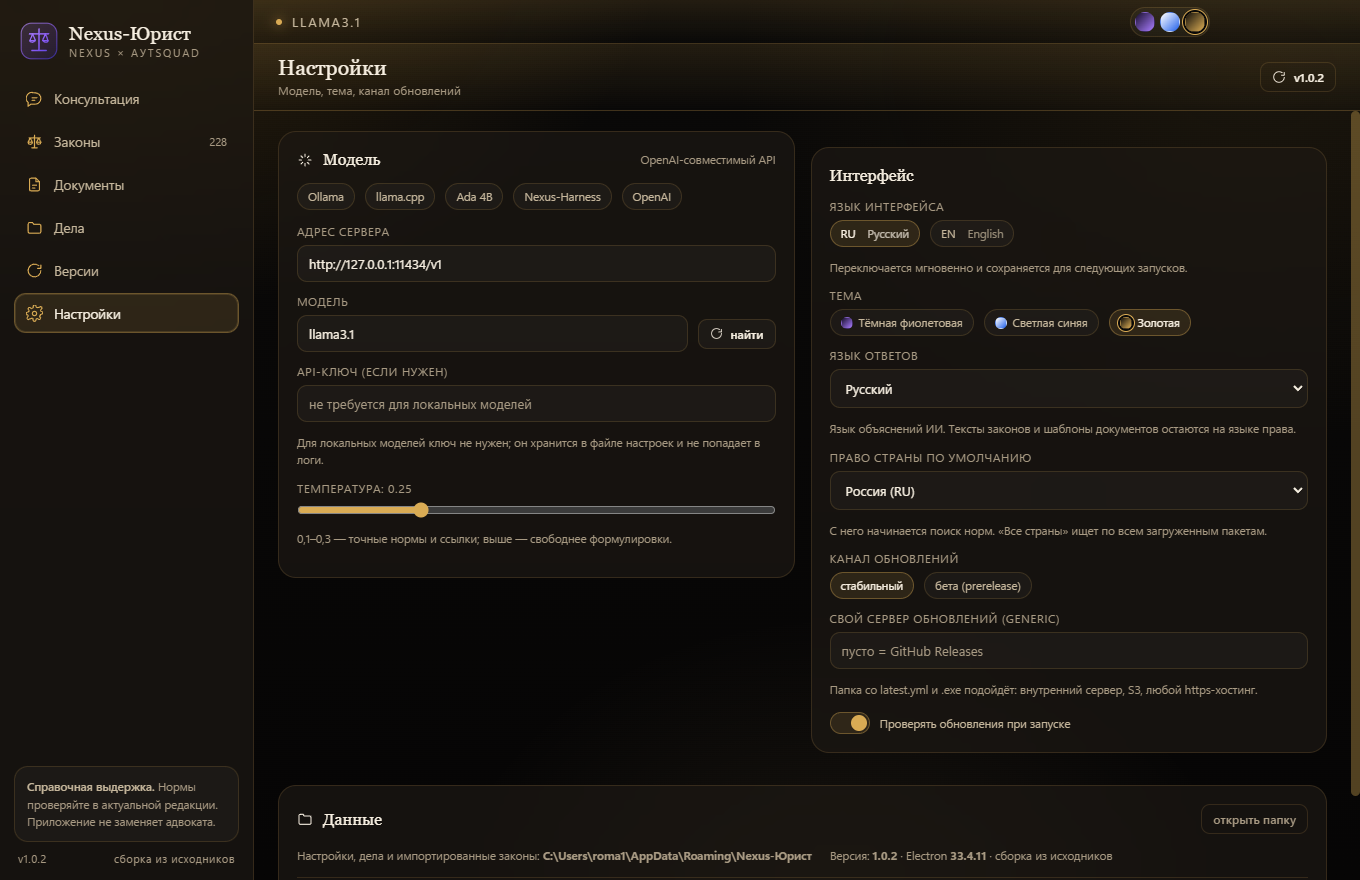 Nexus-Юрист
NEXUS × АУТSQUAD
Консультация
Законы 228
Документы
Дела
Версии
Настройки
Справочная выдержка. Нормы
проверяйте в актуальной редакции.
Приложение не заменяет адвоката.
v1.0.2 сборка из исходников
LLAMA3.1
Настройки
Модель, тема, канал обновлений
v1.0.2
Модель OpenAI-совместимый API
Ollama llama.cpp Ada 4B Nexus-Harness OpenAI
АДРЕС СЕРВЕРА
http://127.0.0.1:11434/v1
МОДЕЛЬ
llama3.1 найти
API-КЛЮЧ (ЕСЛИ НУЖЕН)
не требуется для локальных моделей
Для локальных моделей ключ не нужен; он хранится в файле настроек и не попадает в
логи.
ТЕМПЕРАТУРА: 0.25
0,1–0,3 — точные нормы и ссылки; выше — свободнее формулировки.
Интерфейс
ЯЗЫК ИНТЕРФЕЙСА
RU Русский EN English
Переключается мгновенно и сохраняется для следующих запусков.
ТЕМА
Тёмная фиолетовая Светлая синяя Золотая
ЯЗЫК ОТВЕТОВ
Русский
Язык объяснений ИИ. Тексты законов и шаблоны документов остаются на языке права.
ПРАВО СТРАНЫ ПО УМОЛЧАНИЮ
Россия (RU)
С него начинается поиск норм. «Все страны» ищет по всем загруженным пакетам.
КАНАЛ ОБНОВЛЕНИЙ
стабильный бета (prerelease)
СВОЙ СЕРВЕР ОБНОВЛЕНИЙ (GENERIC)
пусто = GitHub Releases
Папка со latest.yml и .exe подойдёт: внутренний сервер, S3, любой https-хостинг.
Проверять обновления при запуске
Данные открыть папку
Настройки, дела и импортированные законы: C:\Users\roma1\AppData\Roaming\Nexus-Юрист Версия: 1.0.2 · Electron 33.4.11 · сборка из исходников